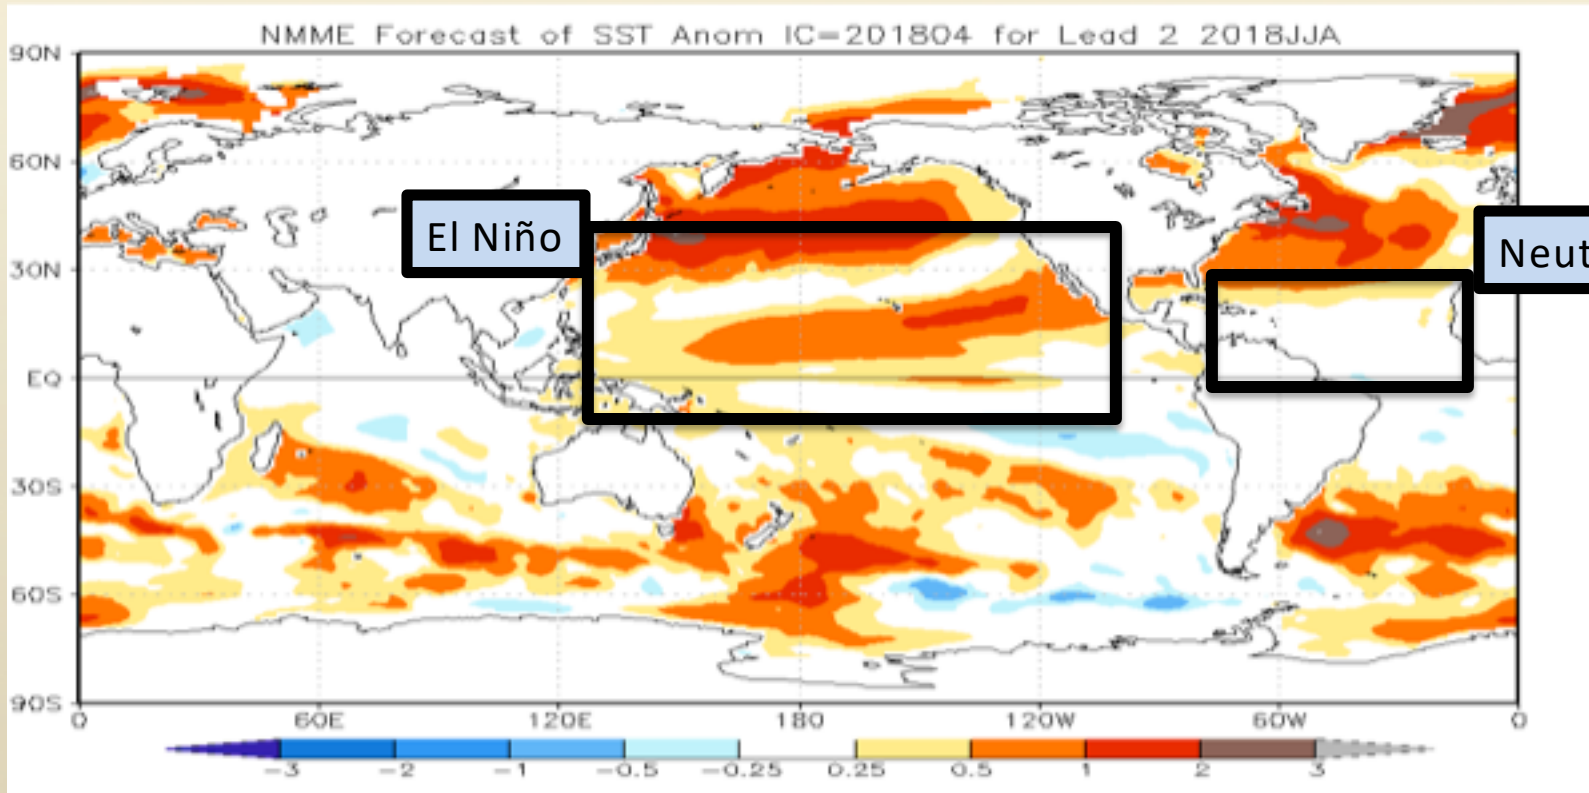 NMME Forecast of SST Anom IC=201804 for Lead 2 2018JJA
90N
60N
30N
EQ
30S
60S
90S
El Niño
Neut
0 60E 120E 180 120W 60W 0
-3 -2 -1 -0.5 -0.25 0.25 0.5 1 2 3